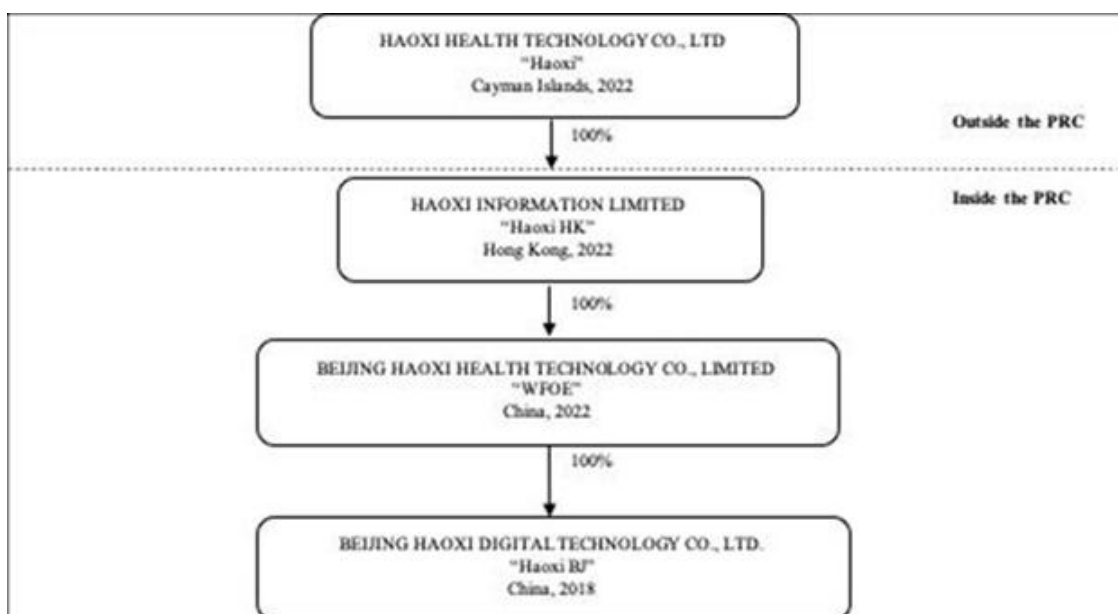 HAOXI HEALTH TECHNOLOGY CO., LTD
“Haoxi”
Cayman Islands, 2022
Outside the PRC
100%
Inside the PRC
HAOXI INFORMATION LIMITED
“Haoxi HK”
Hong Kong, 2022
100%
BEIJING HAOXI HEALTH TECHNOLOGY CO., LIMITED
“WFOE”
China, 2022
100%
BEIJING HAOXI DIGITAL TECHNOLOGY CO., LTD.
“Haoxi BJ”
China, 2018